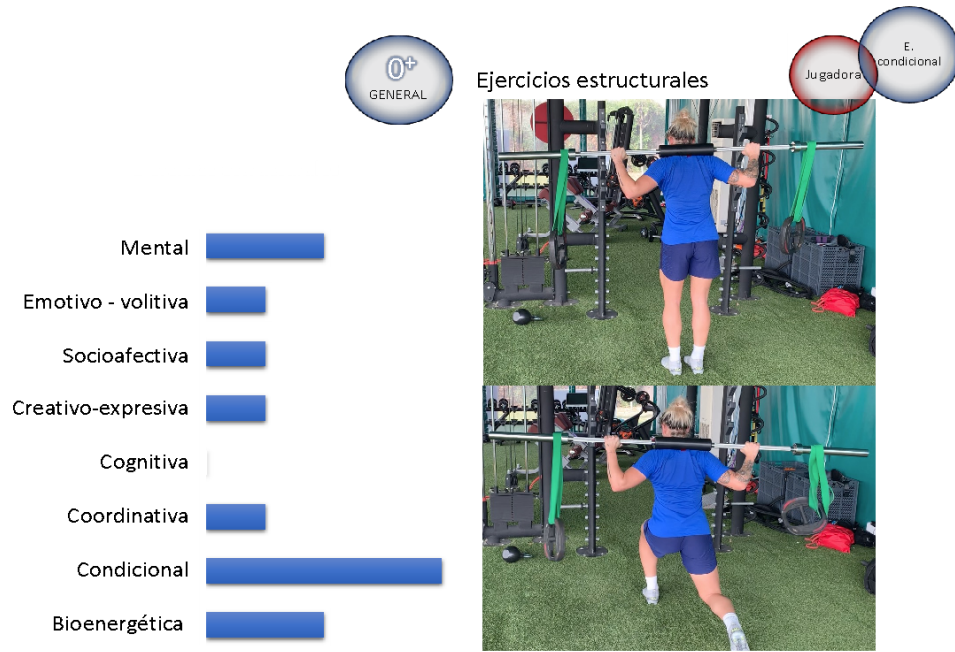 0+
GENERAL
Ejercicios estructurales
Jugadora
E.
condicional
Mental
Emotivo - volitiva
Socioafectiva
Creativo-expresiva
Cognitiva
Coordinativa
Condicional
Bioenergética